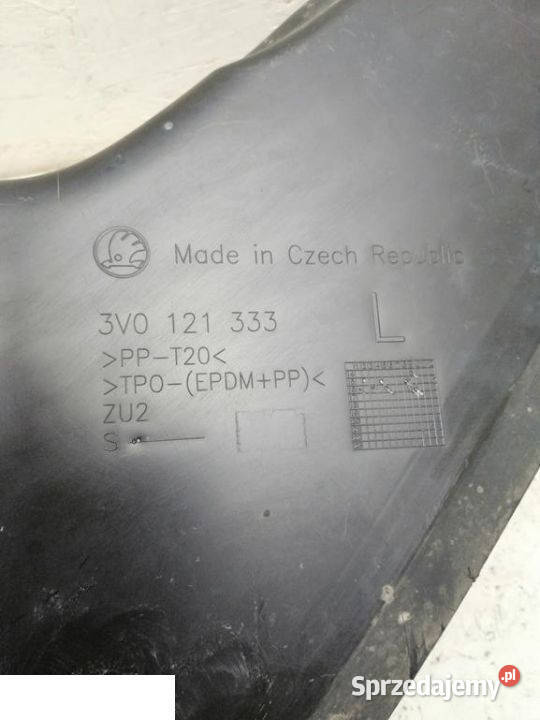 Made in Czech Republic
3V0 121 333
L
>PP-T20<
>TPO-(EPDM+PP)<
ZU2
S
Sprzedajemy.pl